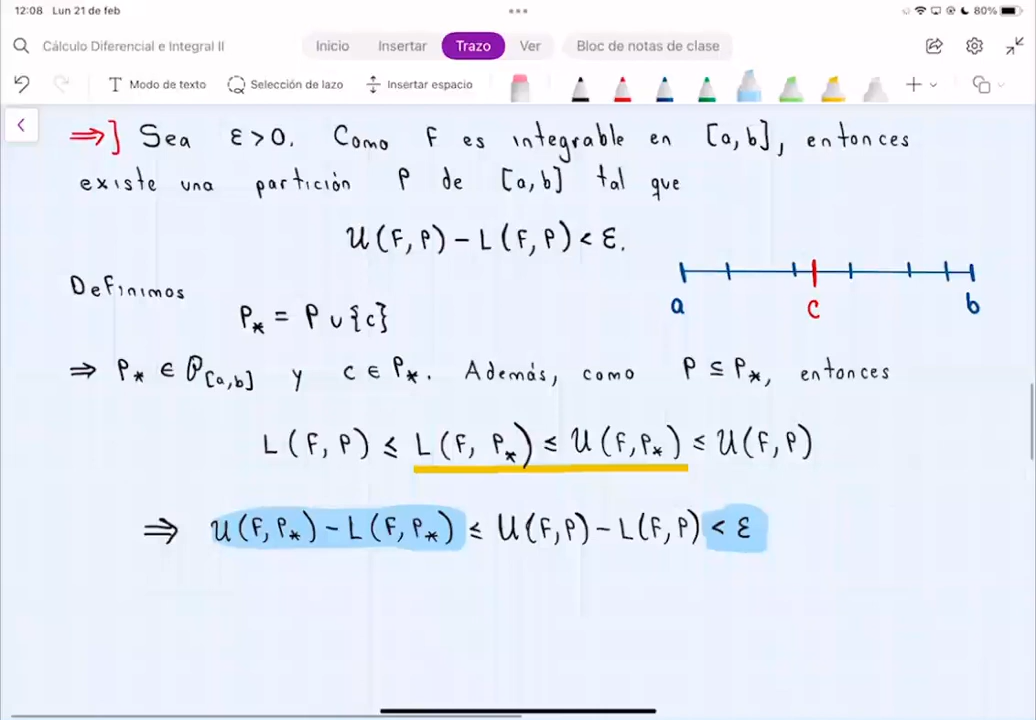 12:08 Lun 21 de feb 80%
Cálculo Diferencial e Integral II Inicio Insertar Trazo Ver Bloc de notas de clase
Modo de texto Selección de lazo Insertar espacio
⇒] Sea ε>0. Como F es integrable en [a,b], entonces
existe una partición P de [a,b] tal que
U(F,P) - L(F,P) < ε.
Definimos
P* = P ∪ {c}
a c b
⇒ P* ∈ 𝒫[a,b] y c ∈ P*. Además, como P ⊆ P*, entonces
L(F,P) ≤ L(F, P*) ≤ U(F,P*) ≤ U(F,P)
⇒ U(F,P*) - L(F,P*) ≤ U(F,P) - L(F,P) < ε